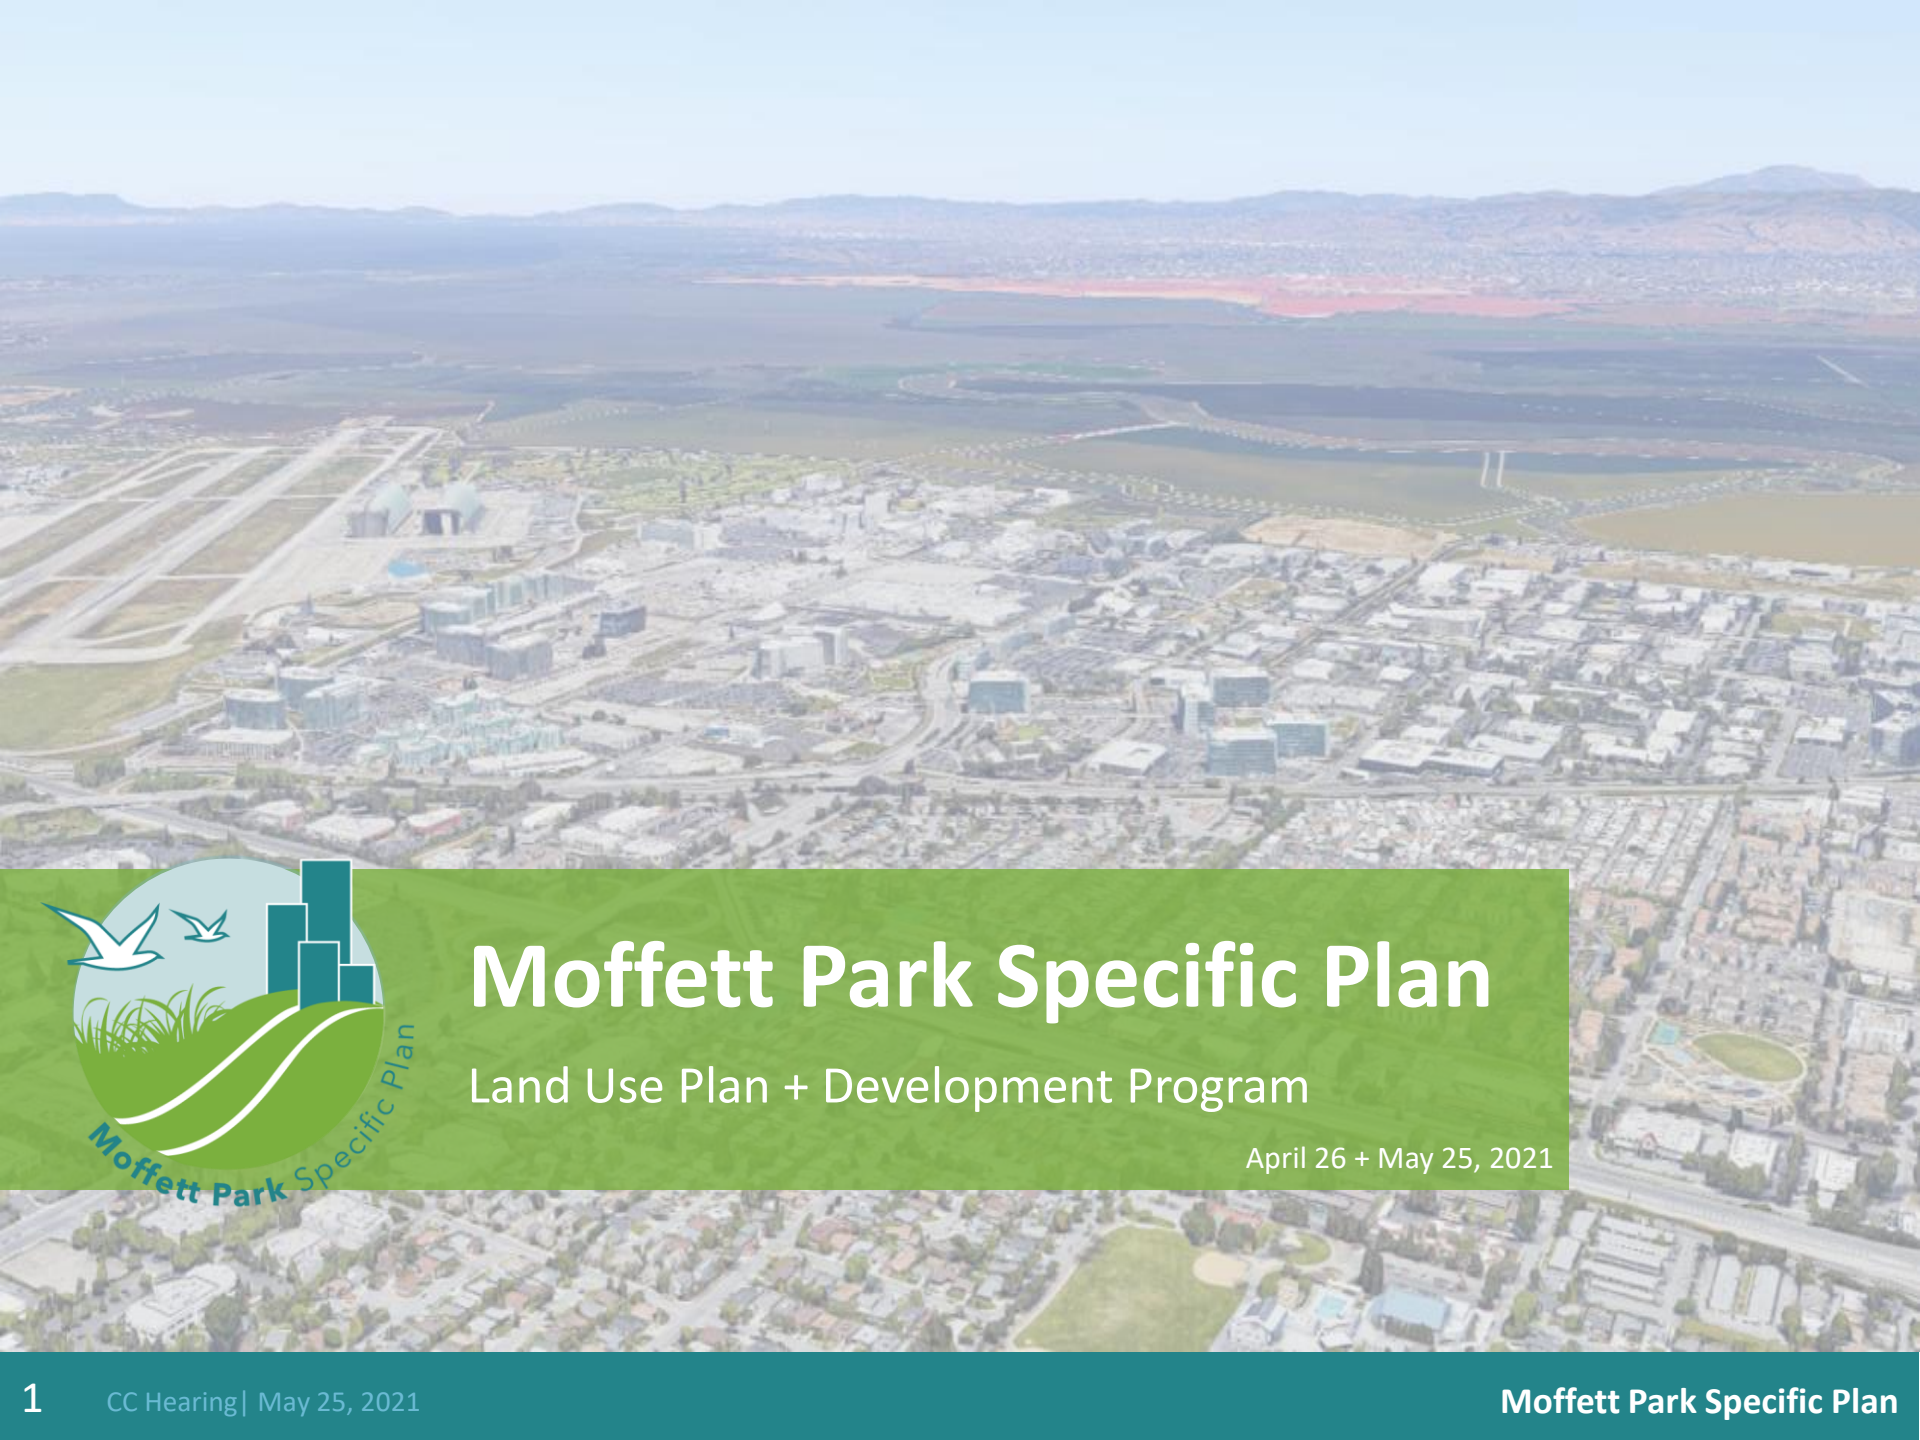 Moffett Park Specific Plan
Land Use Plan + Development Program
April 26 + May 25, 2021
Moffett Park Specific Plan
1
CC Hearing| May 25, 2021
Moffett Park Specific Plan